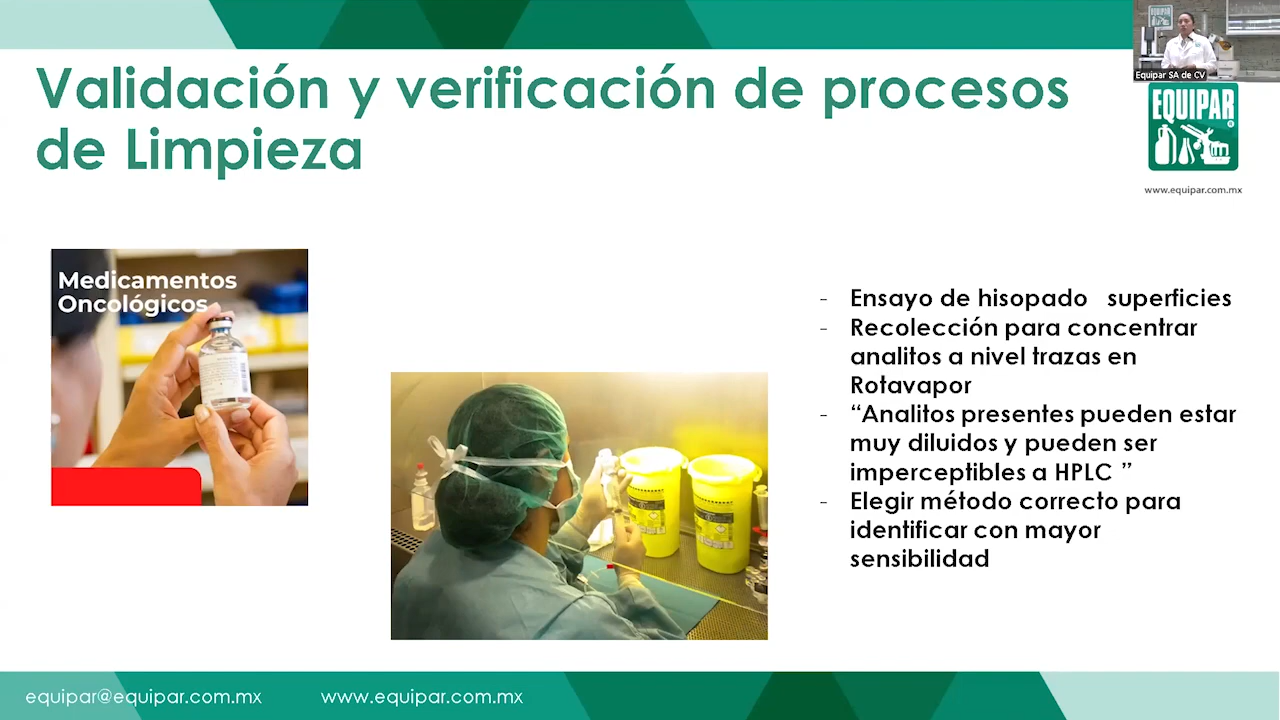 Equipar SA de CV
Validación y verificación de procesos
de Limpieza
EQUIPAR
www.equipar.com.mx
Medicamentos
Oncológicos
- Ensayo de hisopado superficies
- Recolección para concentrar
analitos a nivel trazas en
Rotavapor
- “Analitos presentes pueden estar
muy diluidos y pueden ser
imperceptibles a HPLC ”
- Elegir método correcto para
identificar con mayor
sensibilidad
equipar@equipar.com.mx
www.equipar.com.mx